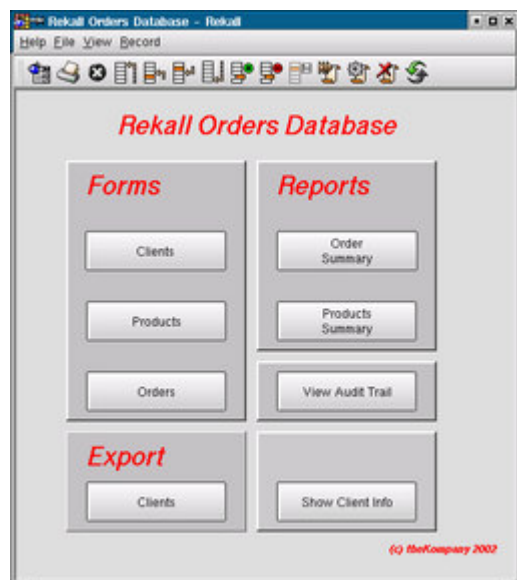 Rekall Orders Database - Rekall
Help File View Record
Rekall Orders Database
Forms
Clients
Products
Orders
Reports
Order
Summary
Products
Summary
View Audit Trail
Export
Clients
Show Client Info
(c) theKompany 2002